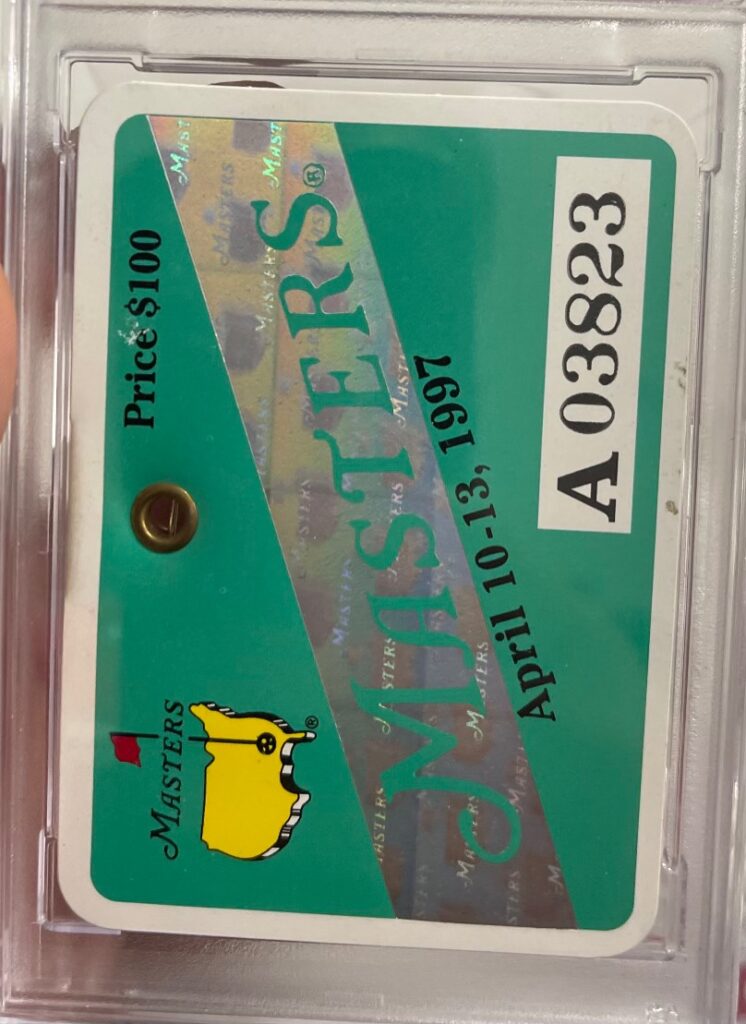 Price $100
MASTERS
®
MASTERS®
April 10-13, 1997
A 03823